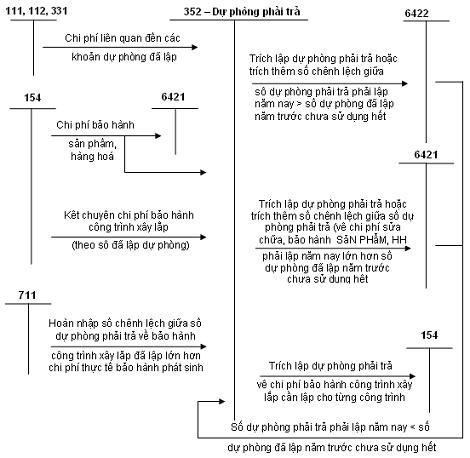 111, 112, 331
352 – Dự phòng phải trả
6422
Chi phí liên quan đến các
khoản dự phòng đã lập
Trích lập dự phòng phải trả hoặc
trích thêm số chênh lệch giữa
số dự phòng phải trả phải lập
năm nay > số dự phòng đã lập
năm trước chưa sử dụng hết
154
6421
Chi phí bảo hành
sản phẩm,
hàng hoá
6421
Kết chuyên chi phí bảo hành
công trình xây lắp
(theo số đã lập dự phòng)
Trích lập dự phòng phải trả hoặc
trích thêm số chênh lệch giữa số dự
phòng phải trả (về chi phí sửa
chữa, bảo hành SảN PHẩM, HH
phải lập năm nay lớn hơn số
dự phòng đã lập năm trước
chưa sử dụng hết
711
Hoàn nhập số chênh lệch giữa số
dự phòng phải trả về bảo hành
công trình xây lắp đã lập lớn hơn
chi phí thực tế bảo hành phát sinh
154
Trích lập dự phòng phải trả
về chi phí bảo hành công trình xây
lắp cần lập cho từng công trình
Số dự phòng phải trả phải lập năm nay < số
dự phòng đã lập năm trước chưa sử dụng hết